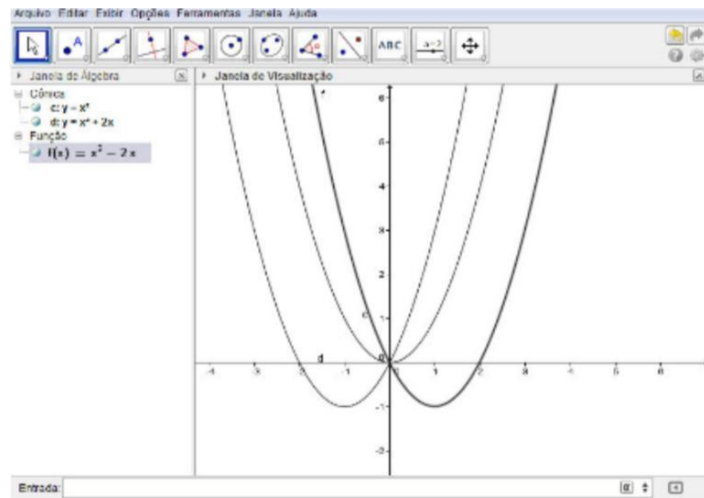 Arquivo Editar Exibir Opções Ferramentas Janela Ajuda
ABC a=2
Janela de Álgebra
Janela de Visualização
Cônica
c: y = x²
d: y = x² + 2x
Função
f(x) = x² − 2x
f
6
5
4
3
2
1
c
d
0
-4 -3 -2 -1 1 2 3 4 5 6
-1
-2
Entrada:
α